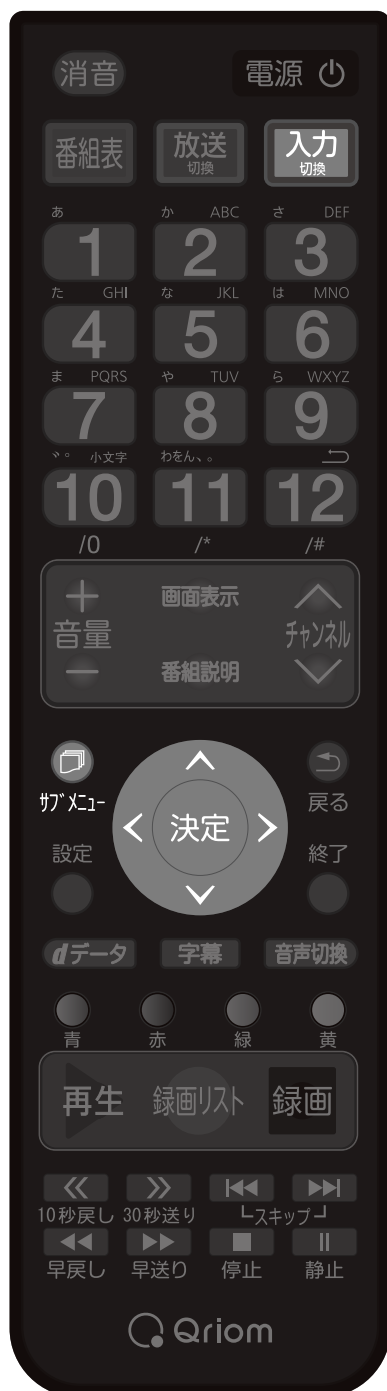 消音 電源
番組表 放送切換 入力切換
あ か ABC さ DEF
1 2 3
た GHI な JKL は MNO
4 5 6
ま PQRS や TUV ら WXYZ
7 8 9
゛゜ 小文字 わをん、。
10 11 12
/0 /* /#
+ 画面表示
音量 チャンネル
− 番組説明
サブメニュー 決定 戻る
設定 終了
dデータ 字幕 音声切換
青 赤 緑 黄
再生 録画リスト 録画
10秒戻し 30秒送り スキップ
早戻し 早送り 停止 静止
Qriom